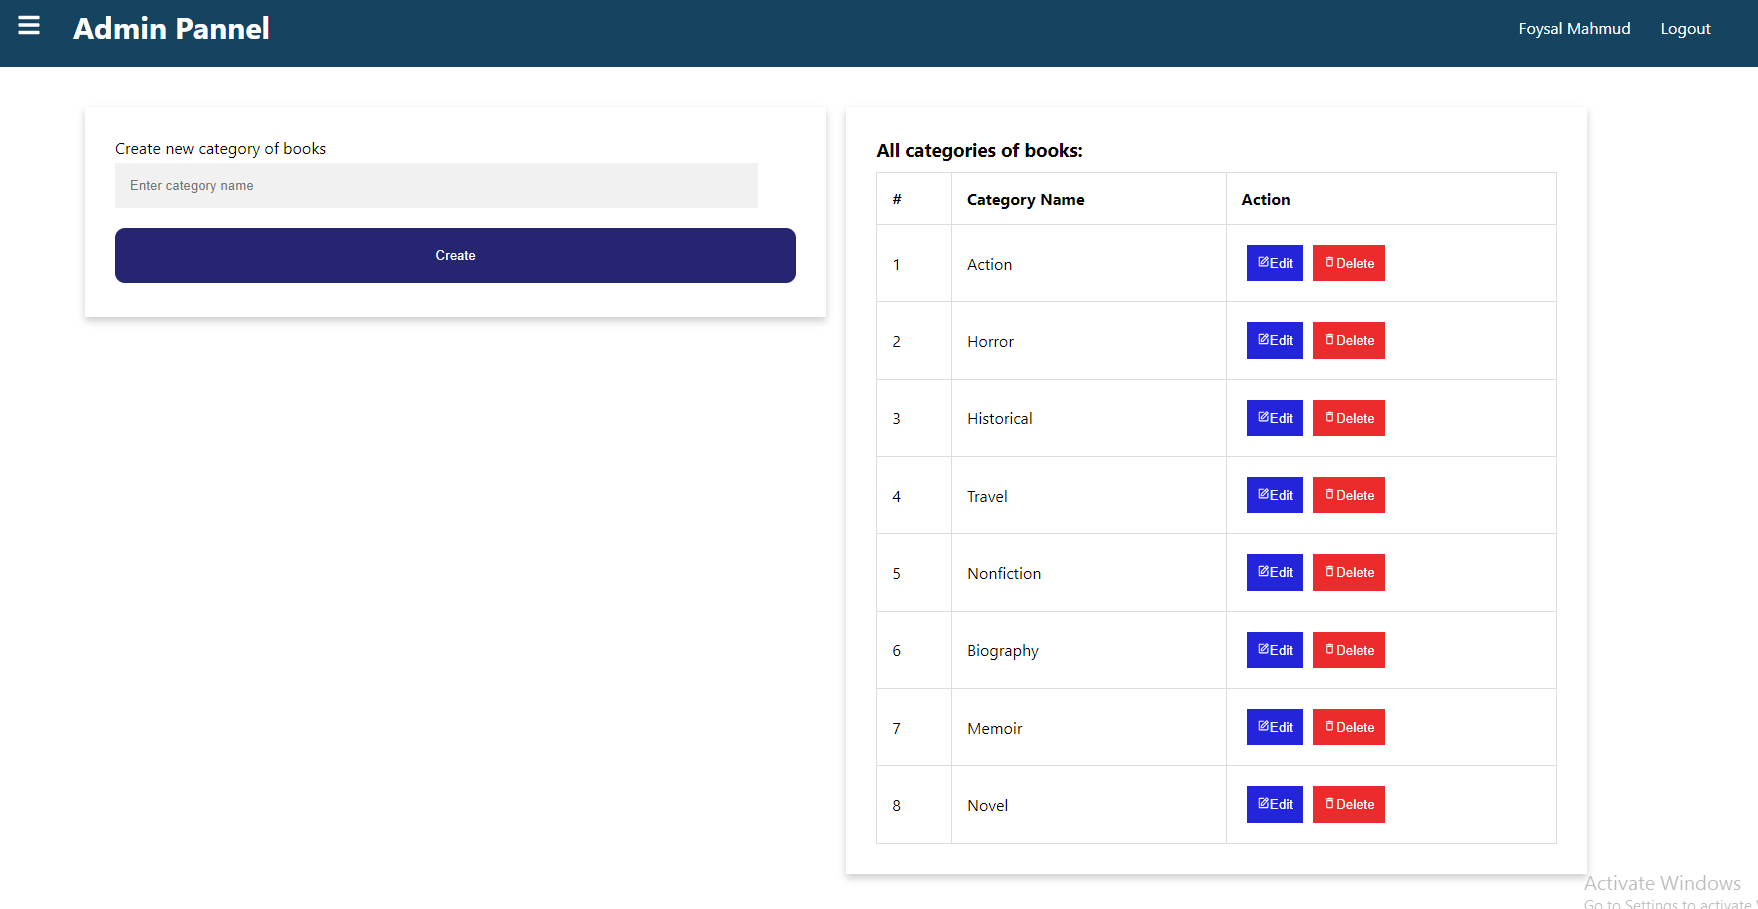 Admin Pannel
Foysal Mahmud Logout
Create new category of books
Enter category name
Create
All categories of books:
# Category Name Action
1 Action Edit Delete
2 Horror Edit Delete
3 Historical Edit Delete
4 Travel Edit Delete
5 Nonfiction Edit Delete
6 Biography Edit Delete
7 Memoir Edit Delete
8 Novel Edit Delete
Activate Windows
Go to Settings to activate